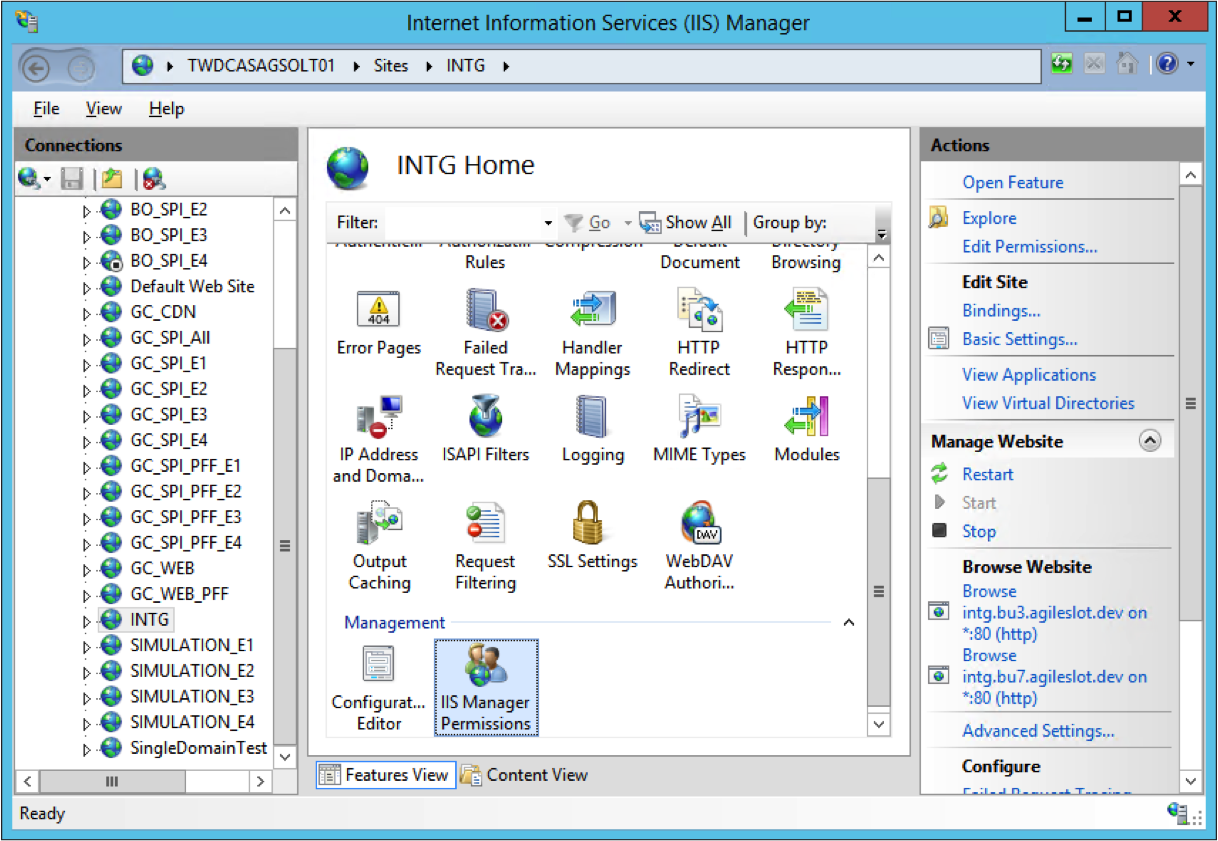 Internet Information Services (IIS) Manager
X
TWDCASAGSOLT01 Sites INTG
File View Help
Connections
BO_SPI_E2
BO_SPI_E3
BO_SPI_E4
Default Web Site
GC_CDN
GC_SPI_All
GC_SPI_E1
GC_SPI_E2
GC_SPI_E3
GC_SPI_E4
GC_SPI_PFF_E1
GC_SPI_PFF_E2
GC_SPI_PFF_E3
GC_SPI_PFF_E4
GC_WEB
GC_WEB_PFF
INTG
SIMULATION_E1
SIMULATION_E2
SIMULATION_E3
SIMULATION_E4
SingleDomainTest
INTG Home
Filter: Go Show All Group by:
Authentic... Authorizati... Compression Default Directory
Rules Document Browsing
404
Error Pages Failed Handler HTTP HTTP
Request Tra... Mappings Redirect Respon...
IP Address ISAPI Filters Logging MIME Types Modules
and Doma...
DAV
Output Request SSL Settings WebDAV
Caching Filtering Authori...
Management
Configurat... IIS Manager
Editor Permissions
Features View Content View
Actions
Open Feature
Explore
Edit Permissions...
Edit Site
Bindings...
Basic Settings...
View Applications
View Virtual Directories
Manage Website
Restart
Start
Stop
Browse Website
Browse
intg.bu3.agileslot.dev on
*:80 (http)
Browse
intg.bu7.agileslot.dev on
*:80 (http)
Advanced Settings...
Configure
Failed Request Tracing...
Ready